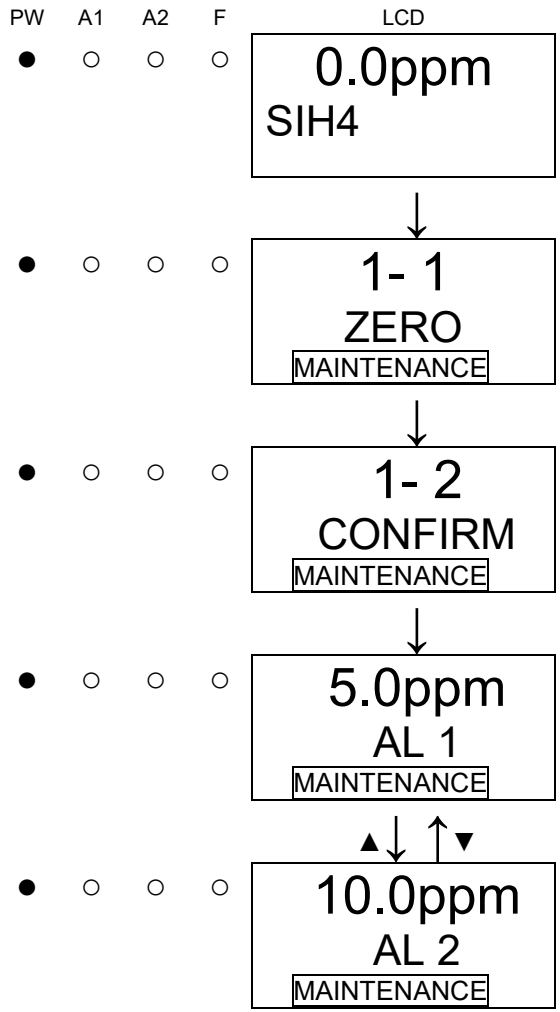 PW A1 A2 F LCD
● ○ ○ ○ 0.0ppm
SIH4
↓
● ○ ○ ○ 1- 1
ZERO
MAINTENANCE
↓
● ○ ○ ○ 1- 2
CONFIRM
MAINTENANCE
↓
● ○ ○ ○ 5.0ppm
AL 1
MAINTENANCE
▲↓ ↑▼
● ○ ○ ○ 10.0ppm
AL 2
MAINTENANCE